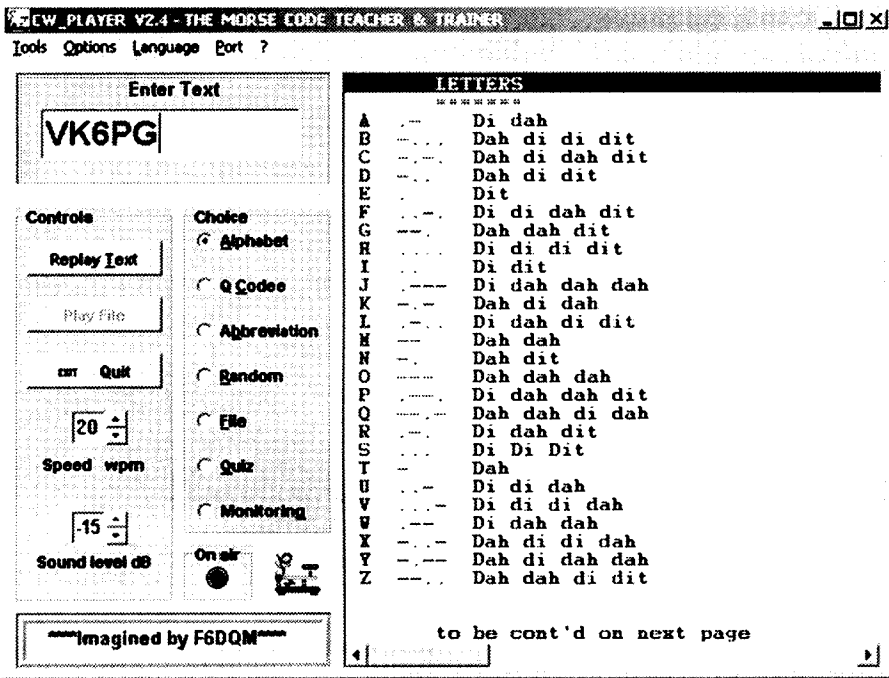 CW_PLAYER V2.4 - THE MORSE CODE TEACHER & TRAINER
Tools Options Language Port ?
Enter Text
VK6PG
Controls
Replay Text
Play File
EXIT Quit
20
Speed wpm
-15
Sound level dB
Choice
Alphabet
Q Codes
Abbreviation
Random
File
Quiz
Monitoring
On air
~~~~Imagined by F6DQM~~~~
LETTERS
*******
A .- Di dah
B -... Dah di di dit
C -.-. Dah di dah dit
D -.. Dah di dit
E . Dit
F ..-. Di di dah dit
G --. Dah dah dit
H .... Di di di dit
I .. Di dit
J .--- Di dah dah dah
K -.- Dah di dah
L .-.. Di dah di dit
M -- Dah dah
N -. Dah dit
O --- Dah dah dah
P .--. Di dah dah dit
Q --.- Dah dah di dah
R .-. Di dah dit
S ... Di Di Dit
T - Dah
U ..- Di di dah
V ...- Di di di dah
W .-- Di dah dah
X -..- Dah di di dah
Y -.-- Dah di dah dah
Z --.. Dah dah di dit
to be cont'd on next page